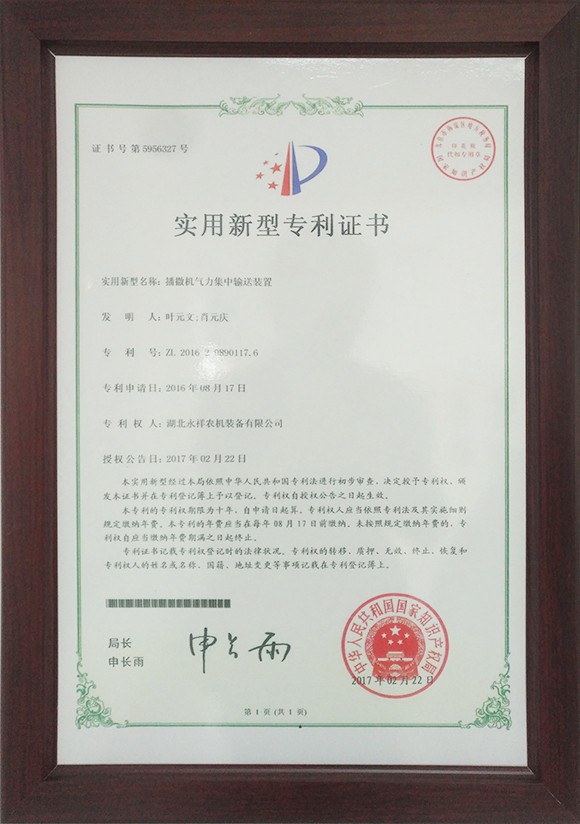 证书号第5956327号
实用新型专利证书
实用新型名称：播撒机气力集中输送装置
发 明 人：叶元文;肖元庆
专 利 号：ZL 2016 2 0890117.6
专利申请日：2016年08月17日
专 利 权 人：湖北永祥农机装备有限公司
授权公告日：2017年02月22日
本实用新型经过本局依照中华人民共和国专利法进行初步审查，决定授予专利权，颁
发本证书并在专利登记簿上予以登记。专利权自授权公告之日起生效。
本专利的专利权期限为十年，自申请日起算。专利权人应当依照专利法及其实施细则
规定缴纳年费。本专利的年费应当在每年08月17日前缴纳。未按照规定缴纳年费的，专
利权自应当缴纳年费期满之日起终止。
专利证书记载专利权登记时的法律状况。专利权的转移、质押、无效、终止、恢复和
专利权人的姓名或名称、国籍、地址变更等事项记载在专利登记簿上。
局长
申长雨
申长雨
中华人民共和国国家知识产权局
2017年02月22日
第1页(共1页)